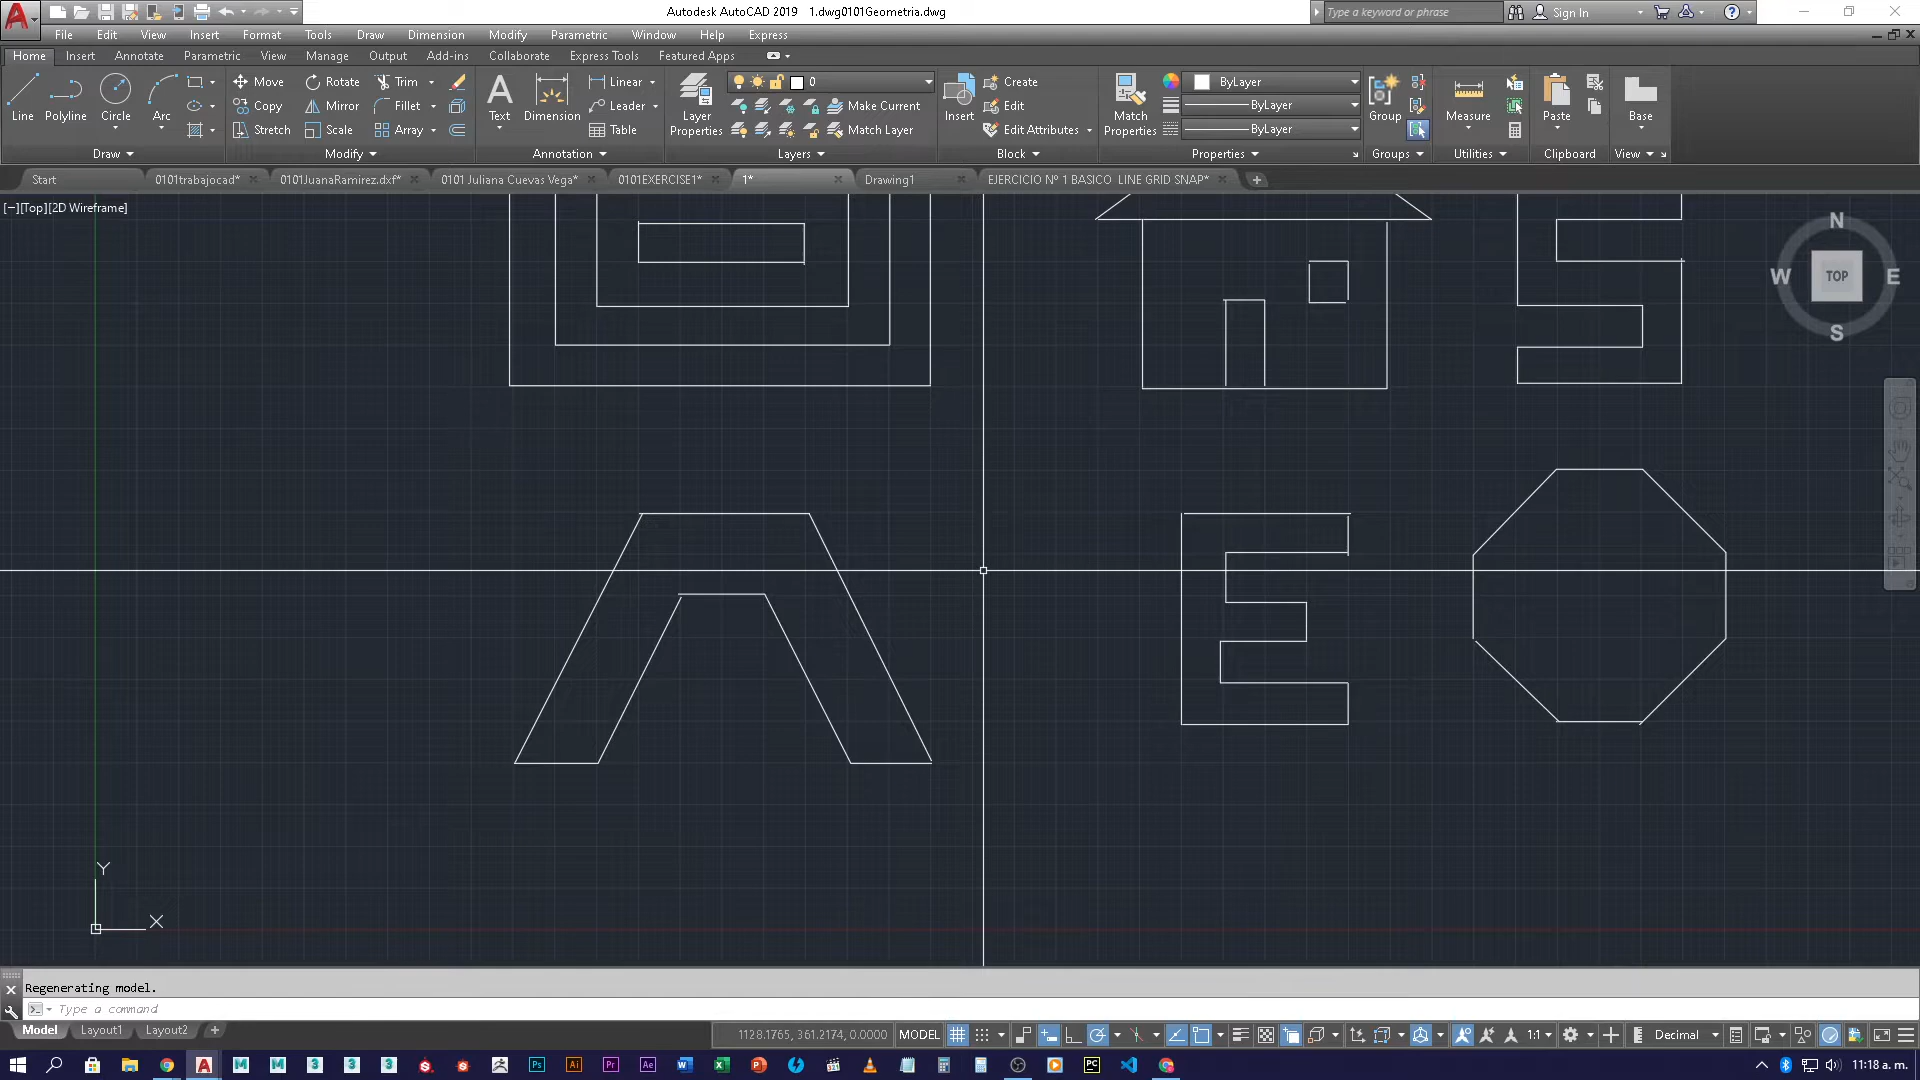 Autodesk AutoCAD 2019 1.dwg0101Geometria.dwg
Type a keyword or phrase
Sign In
File Edit View Insert Format Tools Draw Dimension Modify Parametric Window Help Express
Home Insert Annotate Parametric View Manage Output Add-ins Collaborate Express Tools Featured Apps
Line Polyline Circle Arc
Move Rotate Trim
Copy Mirror Fillet
Stretch Scale Array
Text Dimension
Linear
Leader
Table
Layer Properties
0
Make Current
Match Layer
Insert
Create
Edit
Edit Attributes
Match Properties
ByLayer
ByLayer
ByLayer
Group
Measure
Paste
Base
Draw Modify Annotation Layers Block Properties Groups Utilities Clipboard View
Start 0101trabajocad* 0101JuanaRamirez.dxf* 0101 Juliana Cuevas Vega* 0101EXERCISE1* 1* Drawing1 EJERCICIO Nº 1 BASICO LINE GRID SNAP*
[−][Top][2D Wireframe]
N
W TOP E
S
Y
X
Regenerating model.
Type a command
Model Layout1 Layout2
1128.1765, 361.2174, 0.0000 MODEL 1:1 Decimal
11:18 a. m.